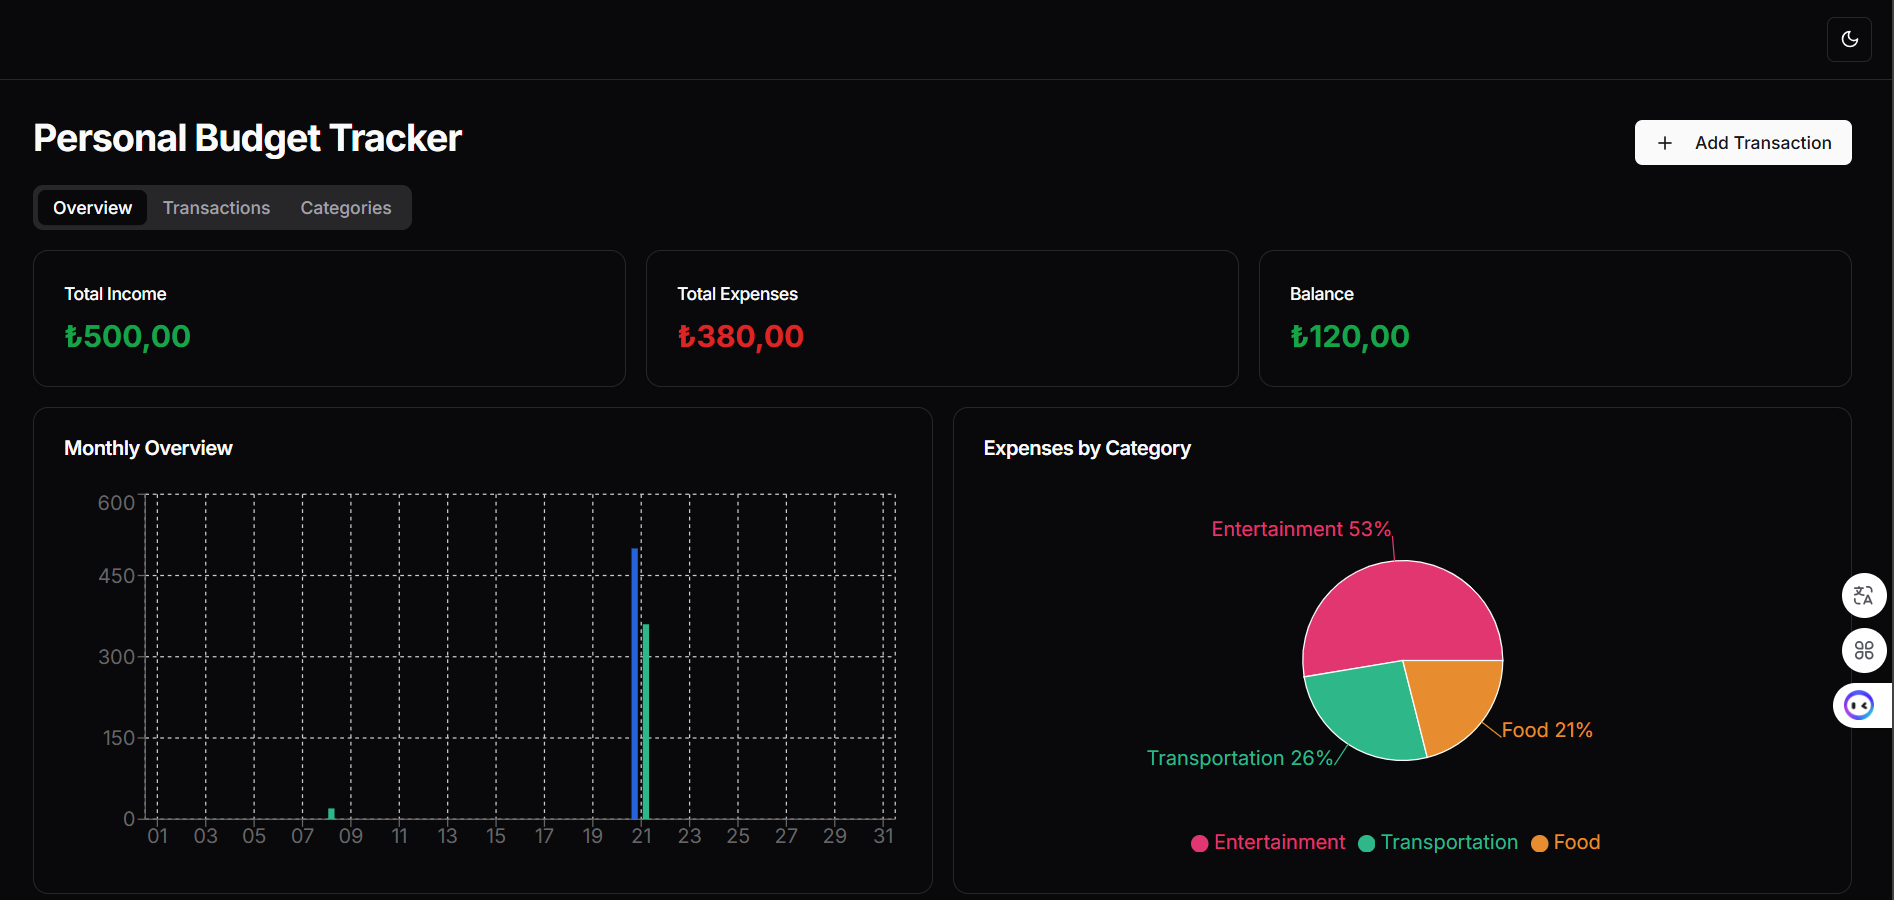 Personal Budget Tracker
+ Add Transaction
Overview Transactions Categories
Total Income
₺500,00
Total Expenses
₺380,00
Balance
₺120,00
Monthly Overview
600
450
300
150
0
01 03 05 07 09 11 13 15 17 19 21 23 25 27 29 31
Expenses by Category
Entertainment 53%
Food 21%
Transportation 26%
Entertainment Transportation Food